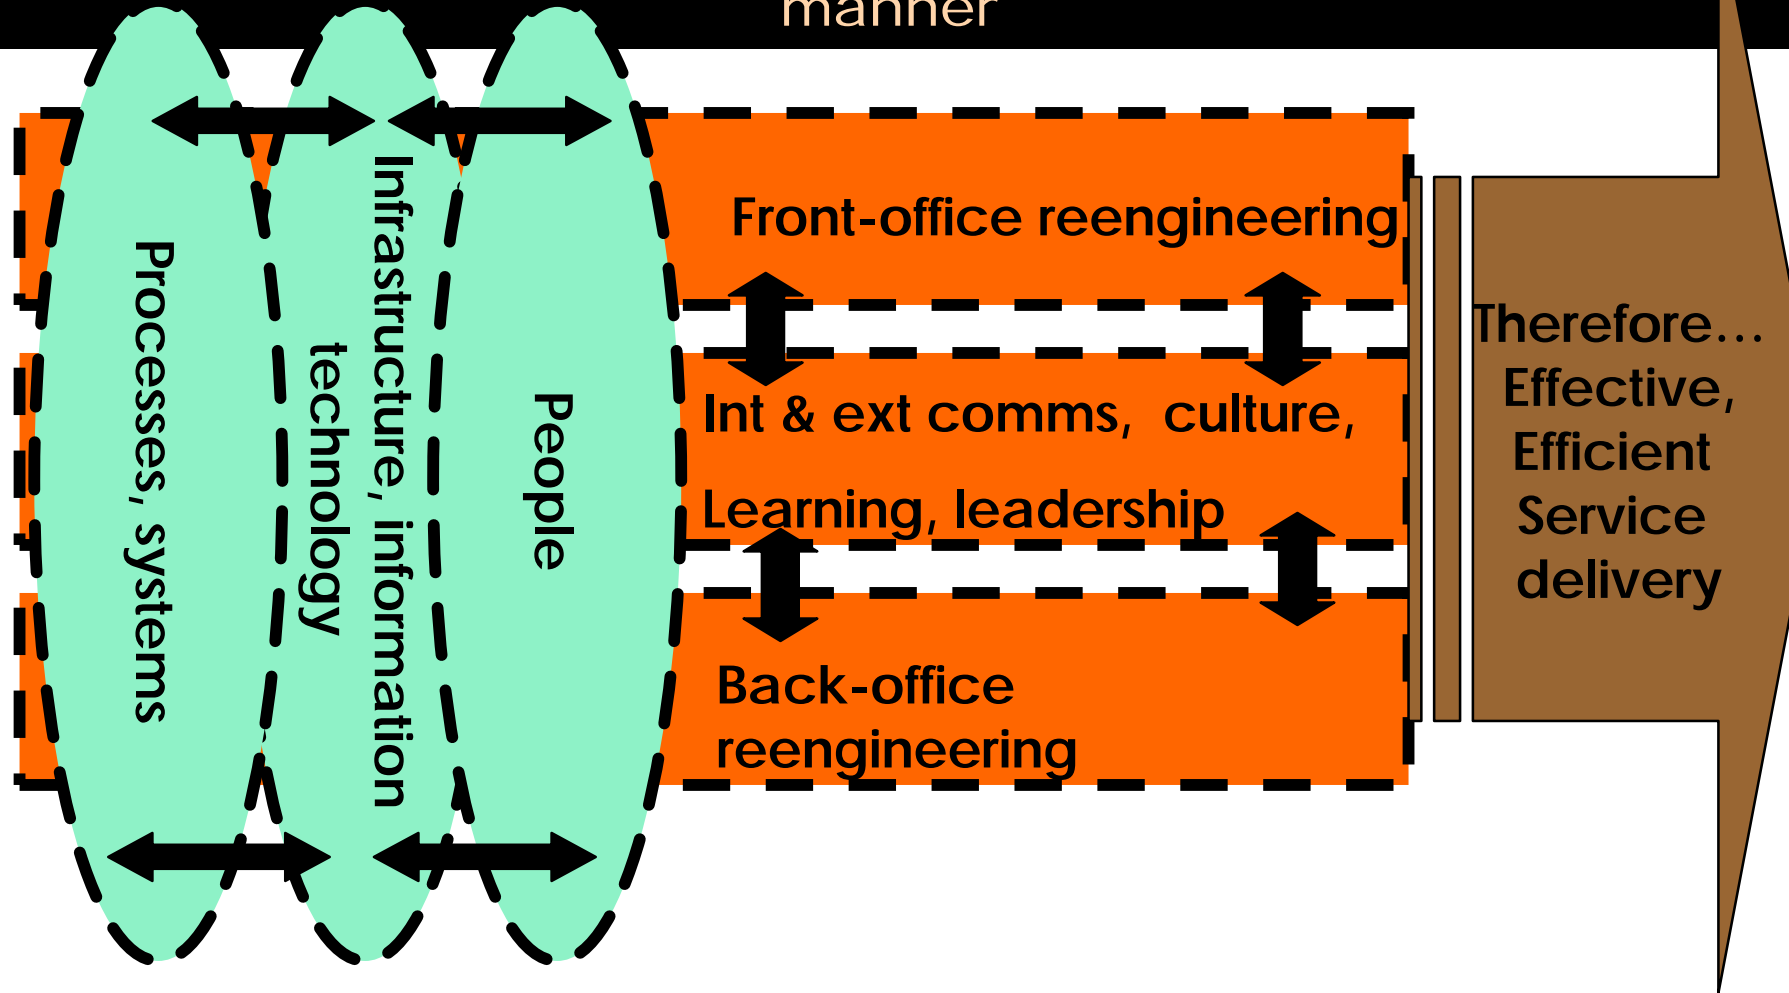 manner
Processes, systems
Infrastructure, information
technology
People
Front-office reengineering
Int & ext comms, culture,
Learning, leadership
Back-office
reengineering
Therefore…
Effective,
Efficient
Service
delivery